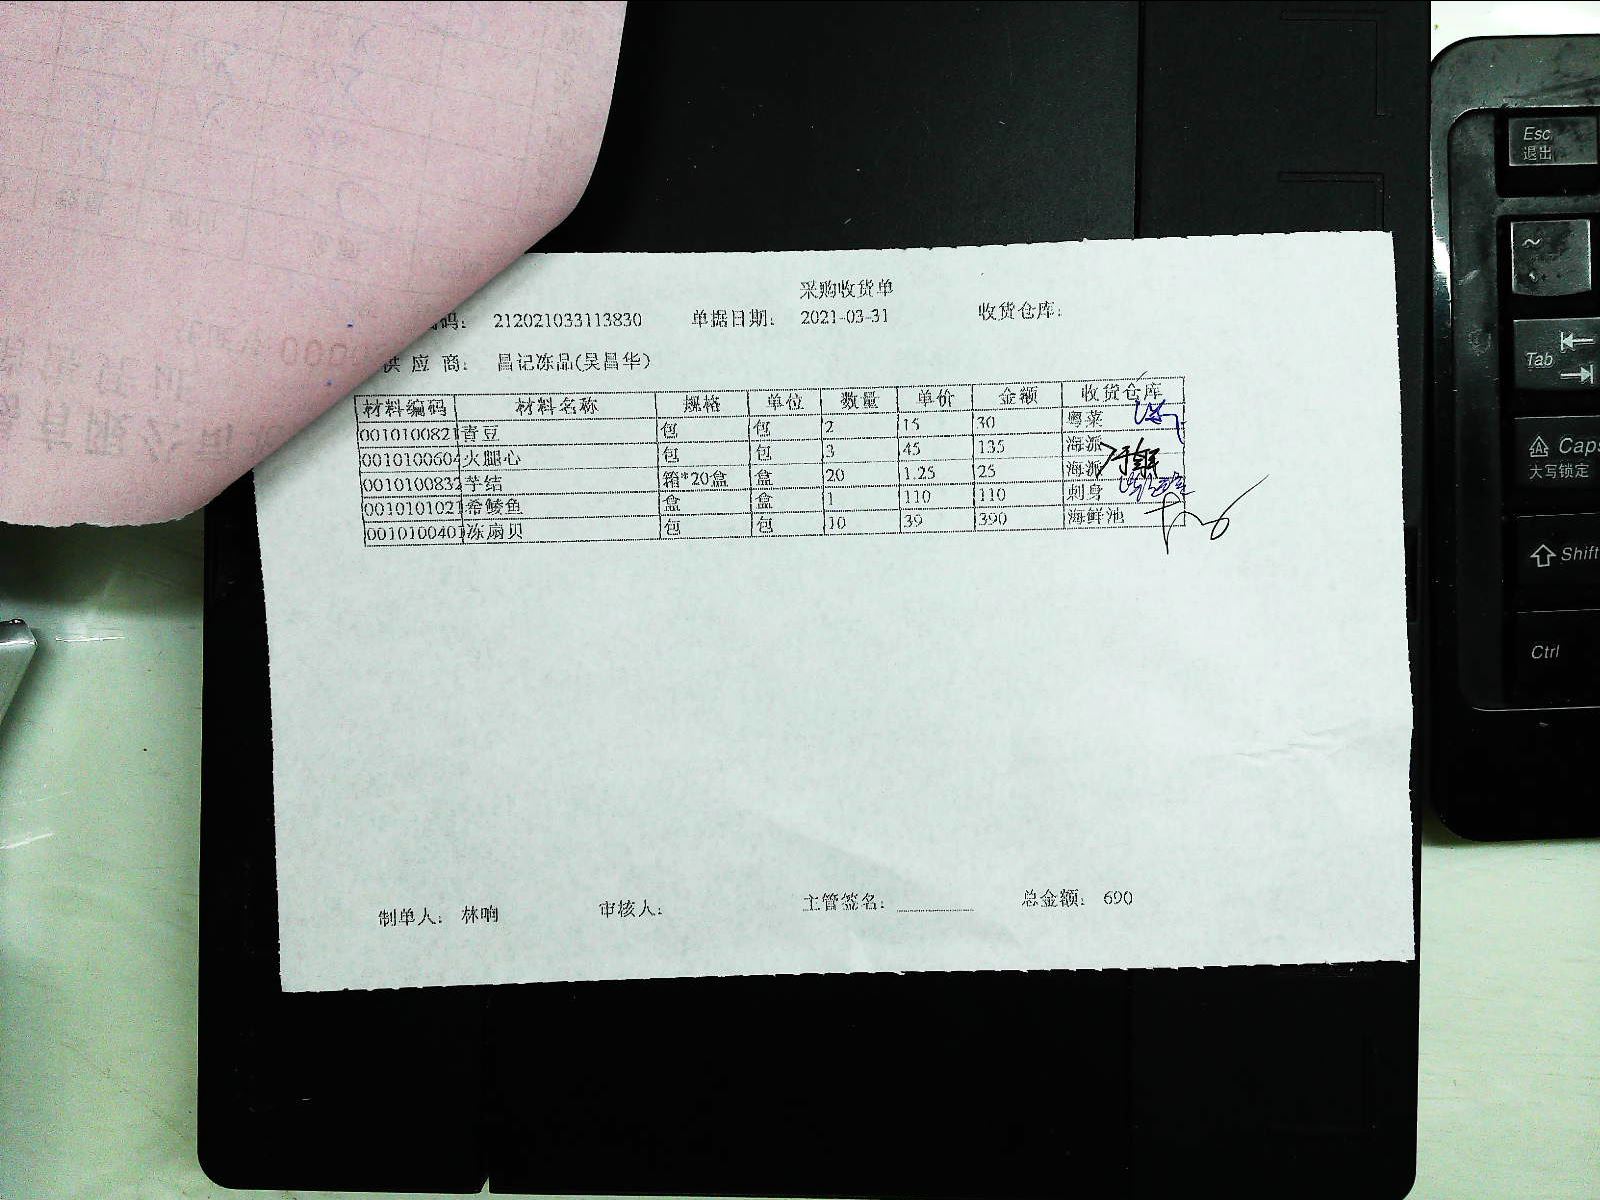 采购收货单
码： 212021033113830 单据日期： 2021-03-31 收货仓库：
供 应 商： 昌记冻品(吴昌华)
材料编码 材料名称 规格 单位 数量 单价 金额 收货仓库
0010100821 青豆 包 包 2 15 30 粤菜
0010100604 火腿心 包 包 3 45 135 海派
0010100832 芋结 箱*20盒 盒 20 1.25 25 海派
0010101021 希鲮鱼 盒 盒 1 110 110 刺身
0010100401 冻扇贝 包 包 10 39 390 海鲜池
制单人： 林响 审核人： 主管签名： 总金额： 690
Esc
退出
~
Tab
Caps
大写锁定
Shift
Ctrl